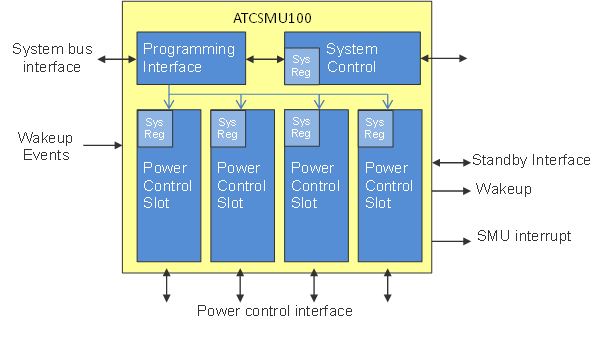 ATCSMU100
System bus
interface
Programming
Interface
Sys
Reg
System
Control
Sys
Reg
Sys
Reg
Sys
Reg
Sys
Reg
Wakeup
Events
Power
Control
Slot
Power
Control
Slot
Power
Control
Slot
Power
Control
Slot
Standby Interface
Wakeup
SMU interrupt
Power control interface